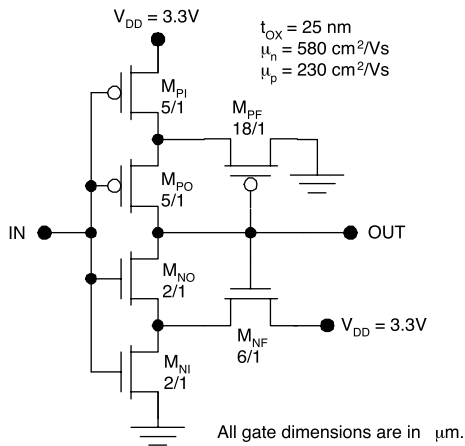 V_DD = 3.3V
t_OX = 25 nm
μ_n = 580 cm²/Vs
μ_p = 230 cm²/Vs
M_PI
5/1
M_PF
18/1
M_PO
5/1
IN
OUT
M_NO
2/1
V_DD = 3.3V
M_NF
6/1
M_NI
2/1
All gate dimensions are in μm.